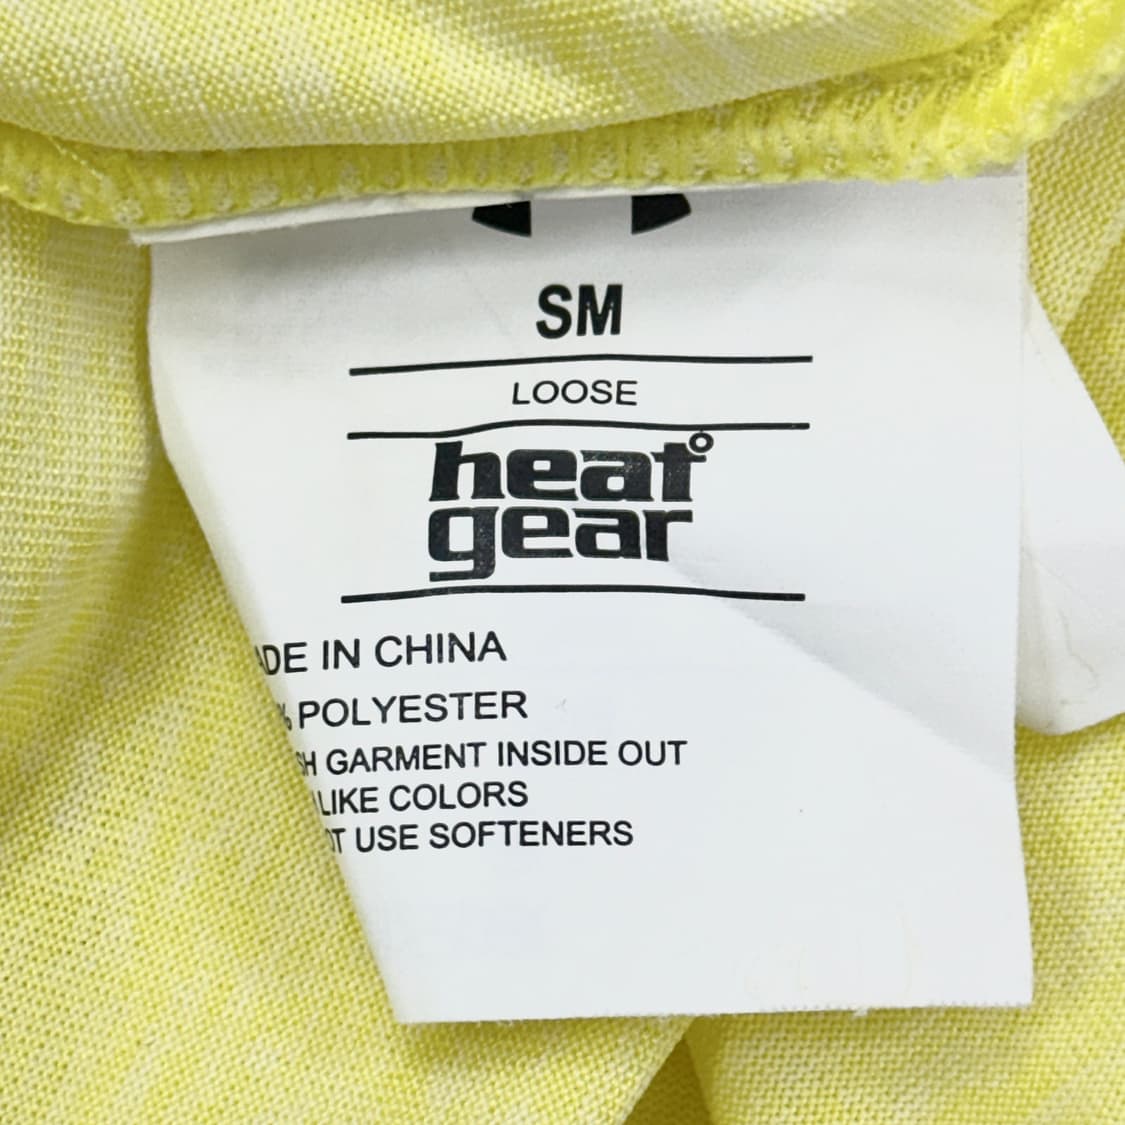 SM
LOOSE
heat°
gear
ADE IN CHINA
% POLYESTER
SH GARMENT INSIDE OUT
LIKE COLORS
OT USE SOFTENERS